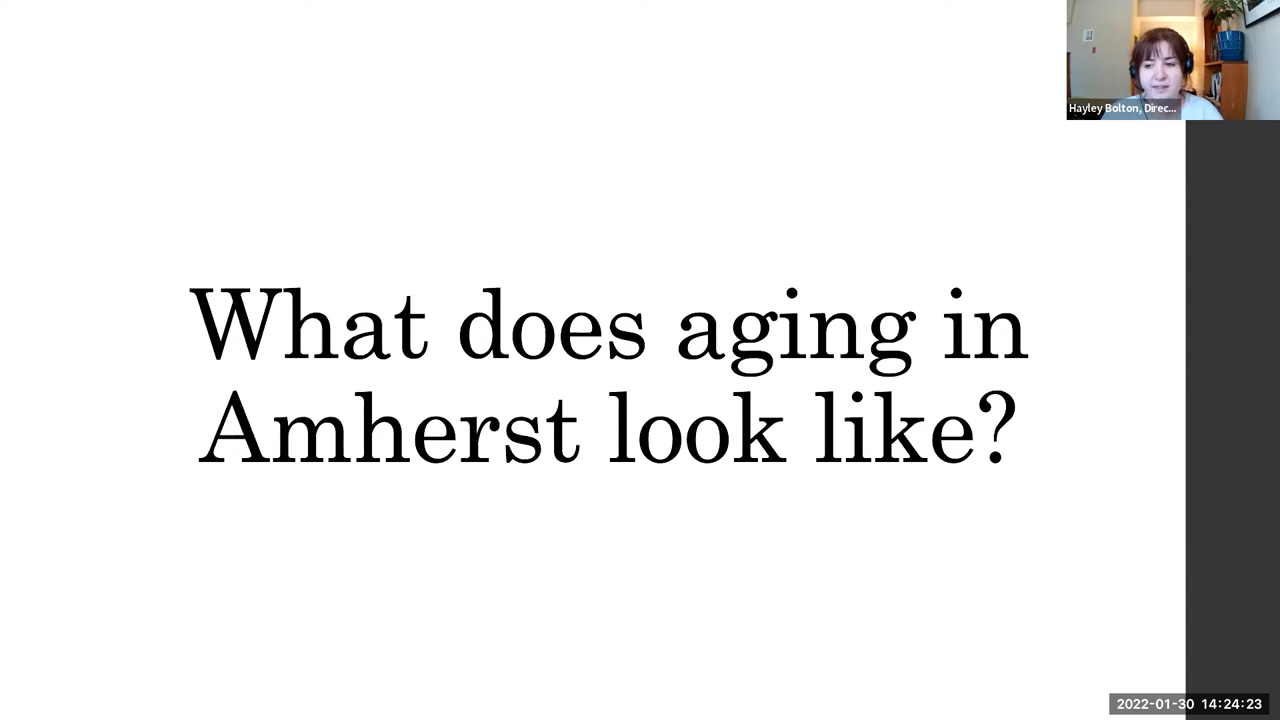 Hayley Bolton, Direc...
What does aging in
Amherst look like?
2022-01-30 14:24:23